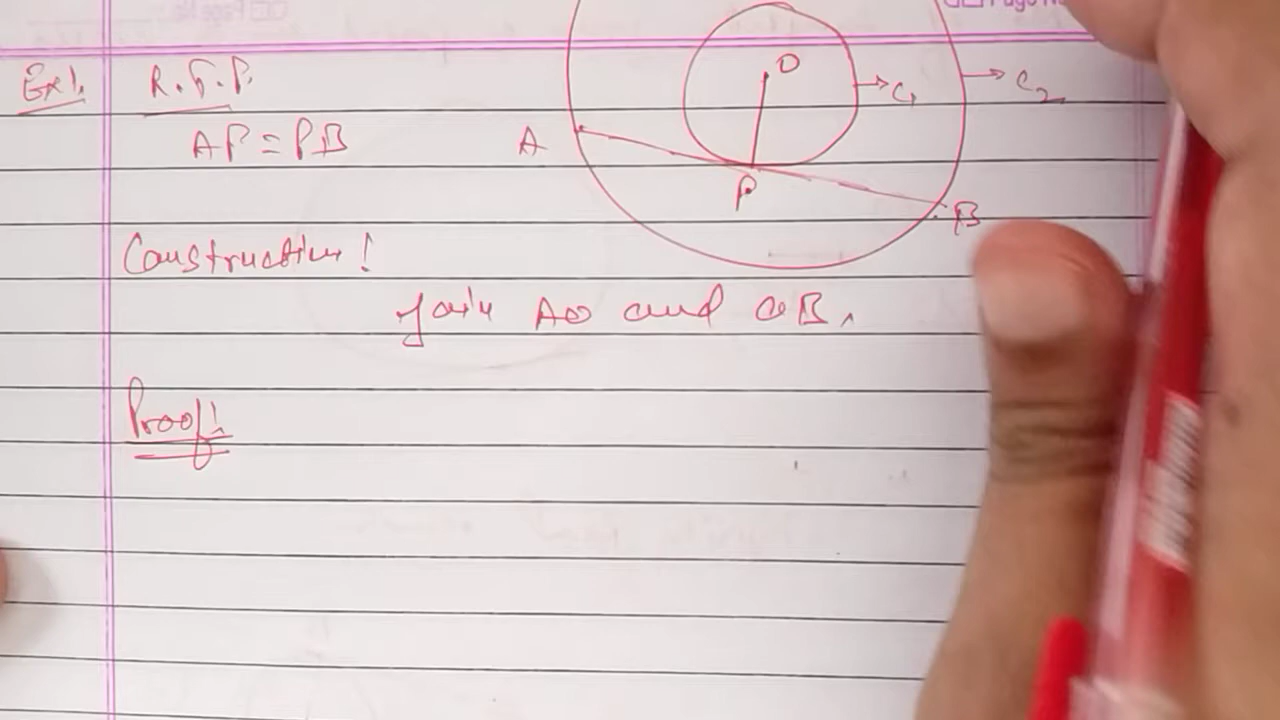 Ex1.
R.T.P.
AP = PB
O
C1
C2
A
P
B
Construction!
Join AO and OB.
Proof!